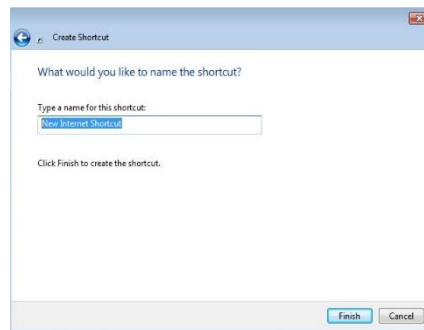 Create Shortcut
What would you like to name the shortcut?
Type a name for this shortcut:
New Internet Shortcut
Click Finish to create the shortcut.
Finish Cancel